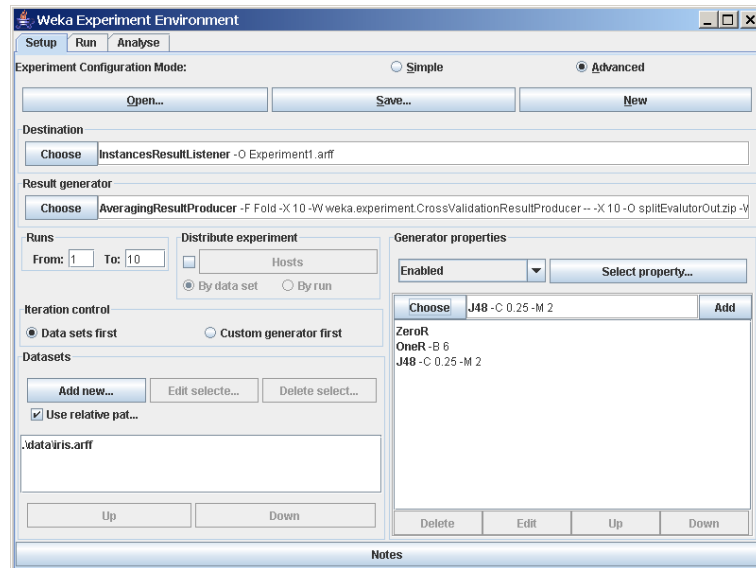 Weka Experiment Environment
Setup Run Analyse
Experiment Configuration Mode: Simple Advanced
Open... Save... New
Destination
Choose InstancesResultListener -O Experiment1.arff
Result generator
Choose AveragingResultProducer -F Fold -X 10 -W weka.experiment.CrossValidationResultProducer -- -X 10 -O splitEvalutorOut.zip -W
Runs
From: 1 To: 10
Distribute experiment
Hosts
By data set By run
Generator properties
Enabled Select property...
Iteration control
Data sets first Custom generator first
Choose J48 -C 0.25 -M 2 Add
ZeroR
OneR -B 6
J48 -C 0.25 -M 2
Datasets
Add new... Edit selecte... Delete select...
Use relative pat...
.\data\iris.arff
Up Down
Delete Edit Up Down
Notes